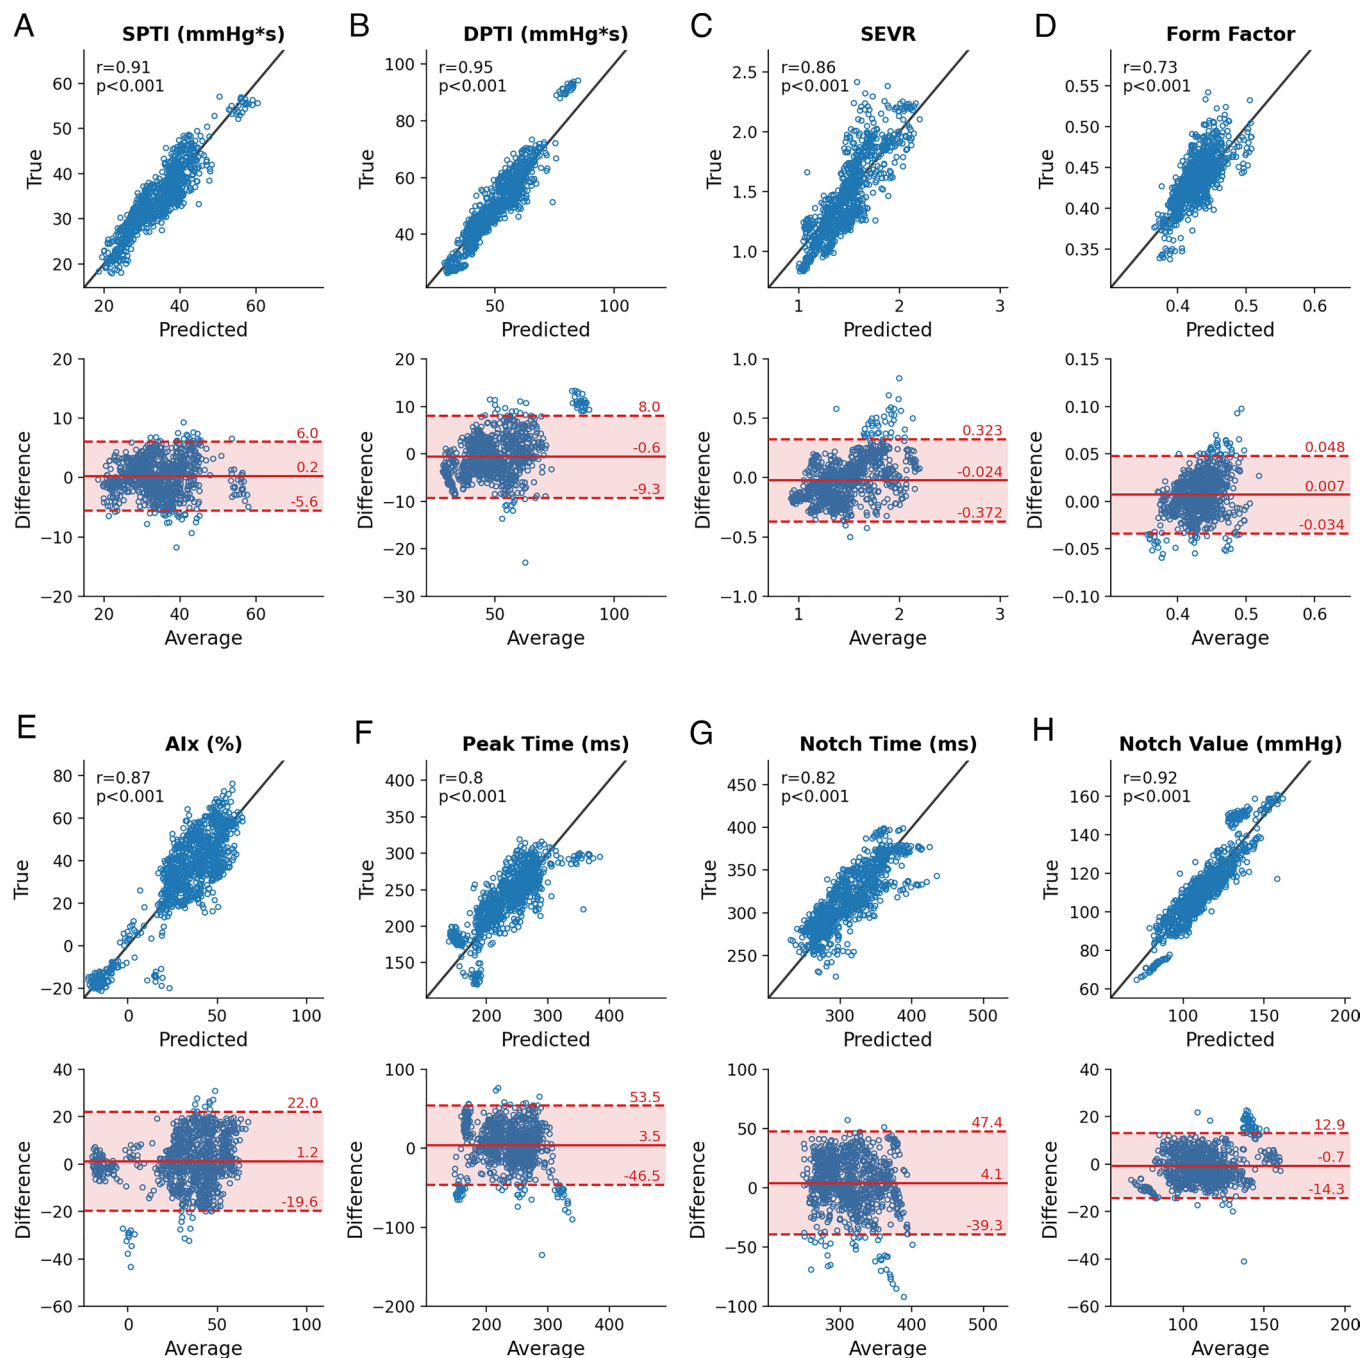 A
SPTI (mmHg*s)
r=0.91
p<0.001
60
50
40
30
20
True
20
40
60
Predicted
20
10
0
−10
−20
Difference
6.0
0.2
-5.6
20
40
60
Average
B
DPTI (mmHg*s)
r=0.95
p<0.001
100
80
60
40
True
50
100
Predicted
20
10
0
−10
−20
−30
Difference
8.0
-0.6
-9.3
50
100
Average
C
SEVR
r=0.86
p<0.001
2.5
2.0
1.5
1.0
True
1
2
3
Predicted
1.0
0.5
0.0
−0.5
−1.0
Difference
0.323
-0.024
-0.372
1
2
3
Average
D
Form Factor
r=0.73
p<0.001
0.55
0.50
0.45
0.40
0.35
True
0.4
0.5
0.6
Predicted
0.15
0.10
0.05
0.00
−0.05
−0.10
Difference
0.048
0.007
-0.034
0.4
0.5
0.6
Average
E
AIx (%)
r=0.87
p<0.001
80
60
40
20
0
−20
True
0
50
100
Predicted
40
20
0
−20
−40
−60
Difference
22.0
1.2
-19.6
0
50
100
Average
F
Peak Time (ms)
r=0.8
p<0.001
400
350
300
250
200
150
True
200
300
400
Predicted
100
0
−100
−200
Difference
53.5
3.5
-46.5
200
300
400
Average
G
Notch Time (ms)
r=0.82
p<0.001
450
400
350
300
250
True
300
400
500
Predicted
100
50
0
−50
−100
Difference
47.4
4.1
-39.3
300
400
500
Average
H
Notch Value (mmHg)
r=0.92
p<0.001
160
140
120
100
80
60
True
100
150
200
Predicted
40
20
0
−20
−40
−60
Difference
12.9
-0.7
-14.3
100
150
200
Average